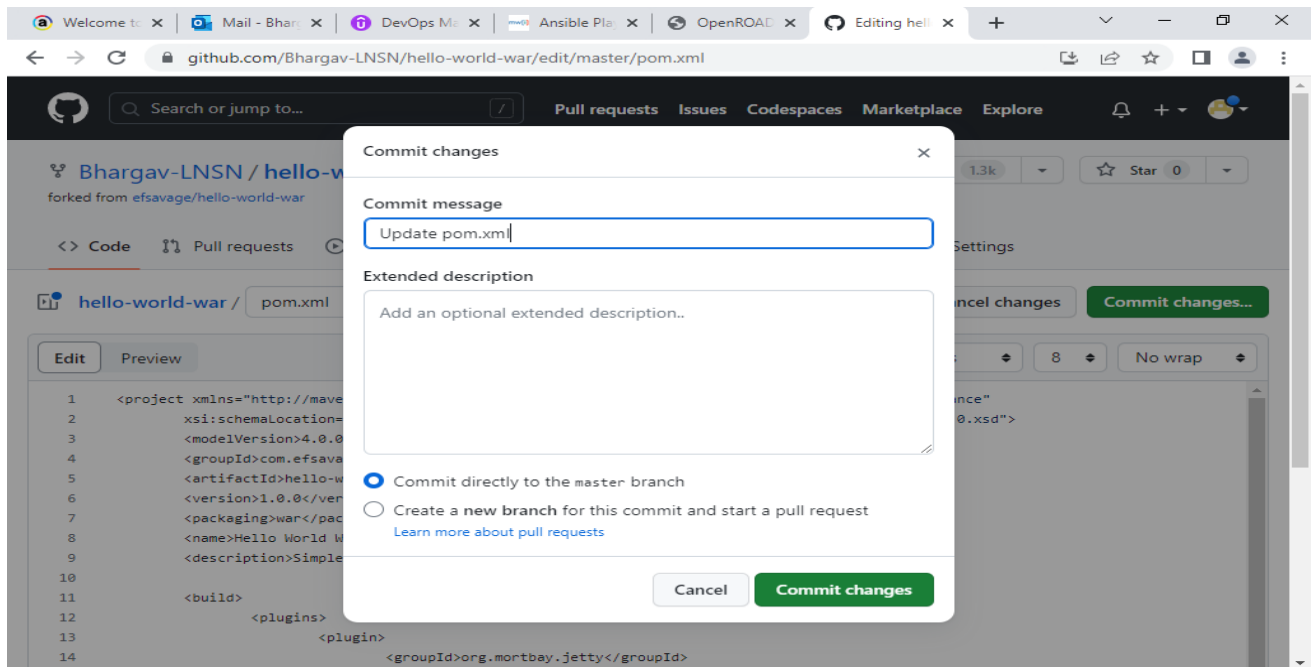 Welcome to
Mail - Bharg
DevOps Ma
Ansible Play
OpenROAD
Editing hell
github.com/Bhargav-LNSN/hello-world-war/edit/master/pom.xml
Search or jump to...
/
Pull requests Issues Codespaces Marketplace Explore
Bhargav-LNSN / hello-w
1.3k
Star 0
forked from efsavage/hello-world-war
<> Code
Pull requests
Settings
hello-world-war / pom.xml
ncel changes
Commit changes...
Edit Preview
8
No wrap
Commit changes
Commit message
Update pom.xml
Extended description
Add an optional extended description..
Commit directly to the master branch
Create a new branch for this commit and start a pull request
Learn more about pull requests
Cancel Commit changes
1 <project xmlns="http://mave
ance"
2 xsi:schemaLocation=
0.xsd">
3 <modelVersion>4.0.0
4 <groupId>com.efsava
5 <artifactId>hello-w
6 <version>1.0.0</ver
7 <packaging>war</pac
8 <name>Hello World W
9 <description>Simple
10
11 <build>
12 <plugins>
13 <plugin>
14 <groupId>org.mortbay.jetty</groupId>